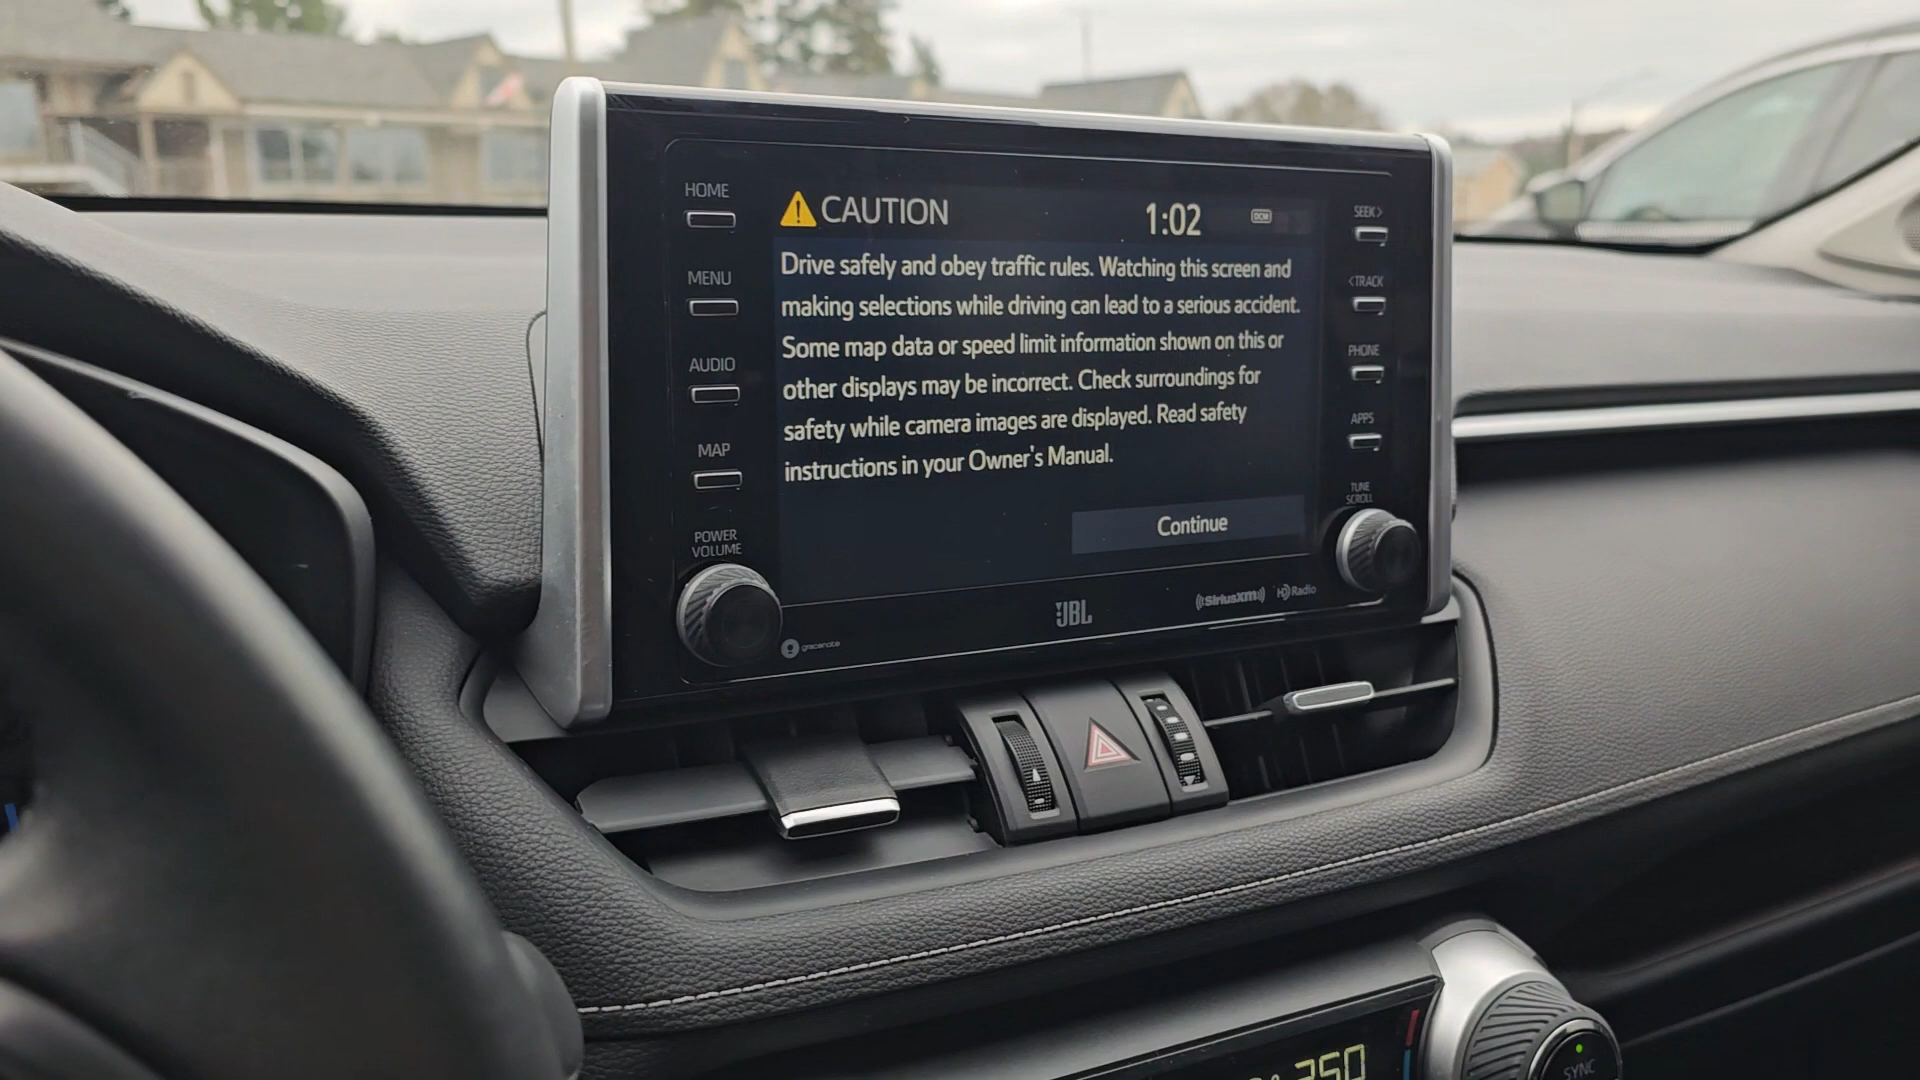 HOME
MENU
AUDIO
MAP
POWER
VOLUME
CAUTION
1:02
DCM
Drive safely and obey traffic rules. Watching this screen and
making selections while driving can lead to a serious accident.
Some map data or speed limit information shown on this or
other displays may be incorrect. Check surroundings for
safety while camera images are displayed. Read safety
instructions in your Owner's Manual.
Continue
SEEK>
<TRACK
PHONE
APPS
TUNE
SCROLL
gracenote
JBL
((SiriusXM))
HD Radio
SYNC